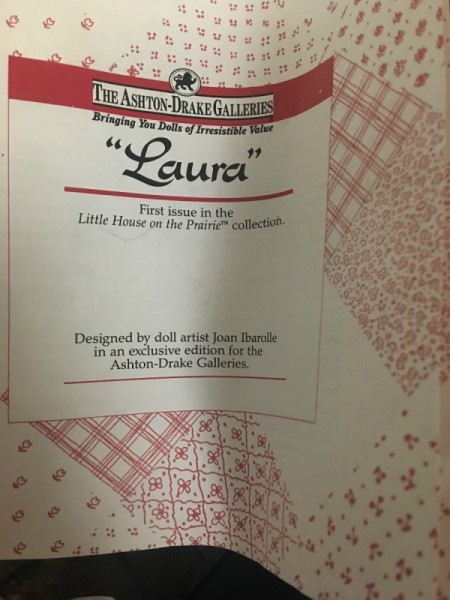 THE ASHTON-DRAKE GALLERIES
Bringing You Dolls of Irresistible Value
"Laura"
First issue in the
Little House on the Prairie™ collection.
Designed by doll artist Joan Ibarolle
in an exclusive edition for the
Ashton-Drake Galleries.